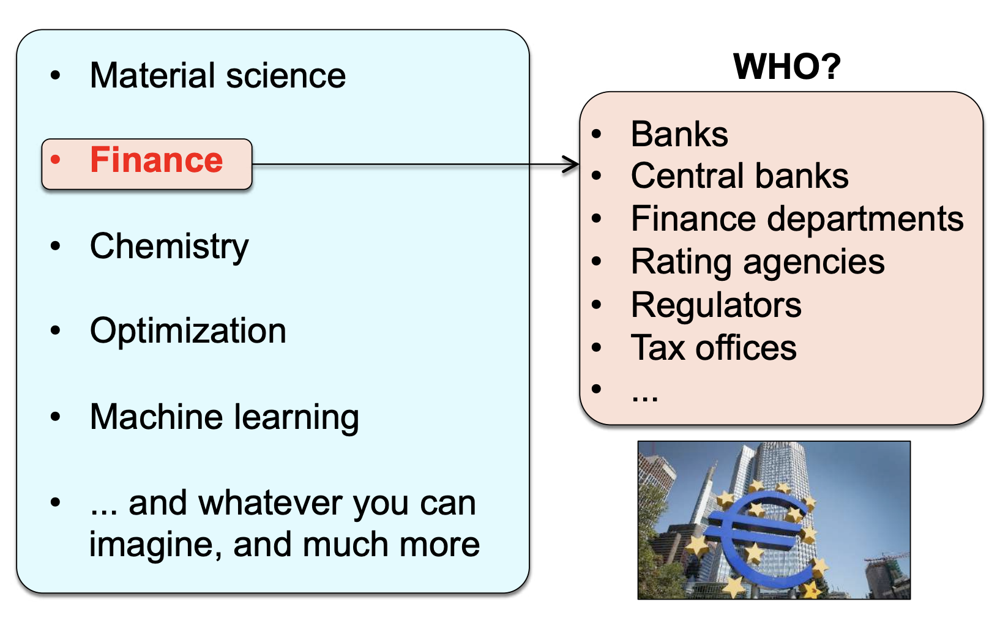 • Material science
• Finance
• Chemistry
• Optimization
• Machine learning
• ... and whatever you can
imagine, and much more
WHO?
• Banks
• Central banks
• Finance departments
• Rating agencies
• Regulators
• Tax offices
• ...